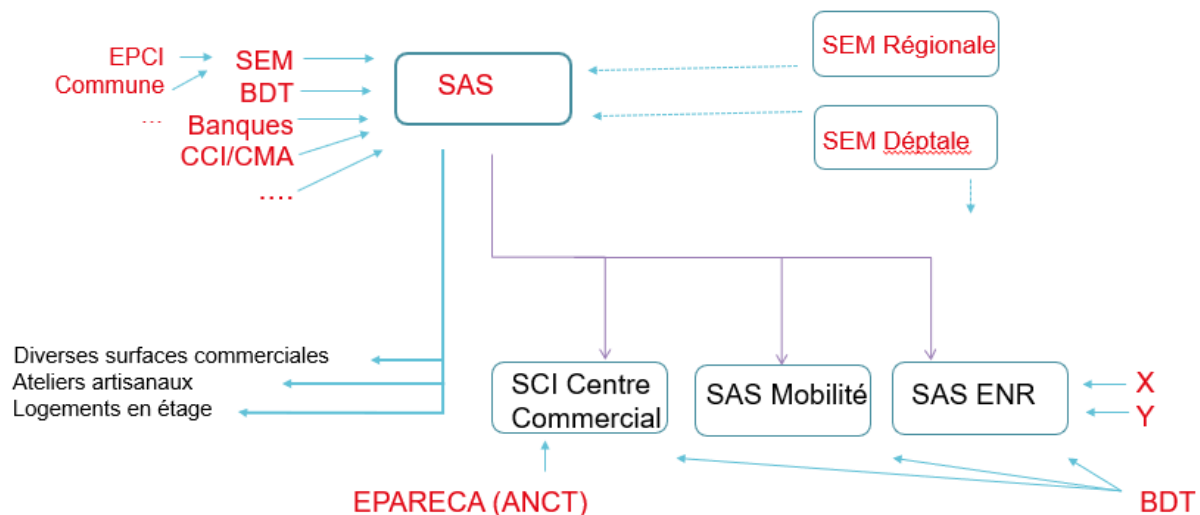 EPCI
Commune
...
SEM
BDT
Banques
CCI/CMA
....
SAS
SEM Régionale
SEM Déptale
Diverses surfaces commerciales
Ateliers artisanaux
Logements en étage
SCI Centre
Commercial
SAS Mobilité
SAS ENR
X
Y
EPARECA (ANCT)
BDT